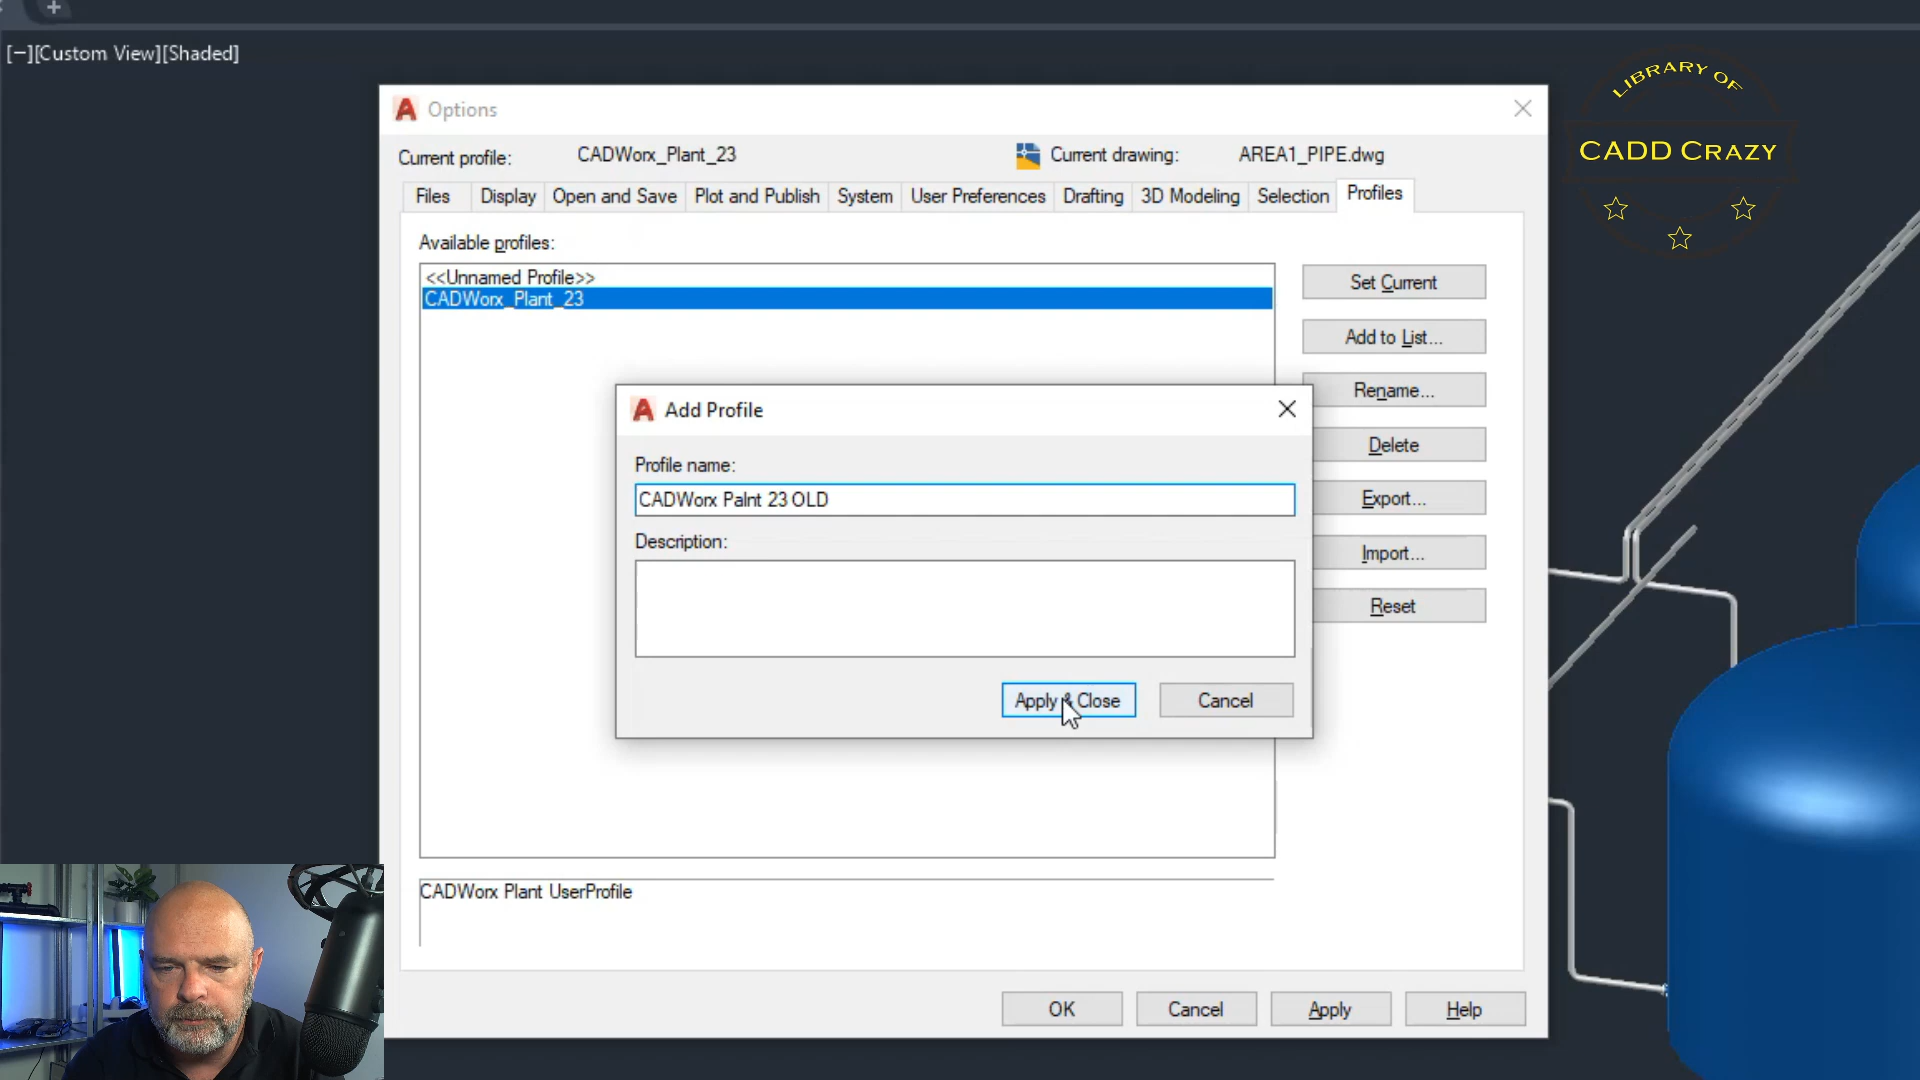 [−][Custom View][Shaded]
LIBRARY OF
CADD CRAZY
Options
Current profile: CADWorx_Plant_23 Current drawing: AREA1_PIPE.dwg
Files Display Open and Save Plot and Publish System User Preferences Drafting 3D Modeling Selection Profiles
Available profiles:
<<Unnamed Profile>>
CADWorx_Plant_23
Set Current
Add to List...
Rename...
Delete
Export...
Import...
Reset
Add Profile
Profile name:
CADWorx Palnt 23 OLD
Description:
Apply & Close Cancel
CADWorx Plant UserProfile
OK Cancel Apply Help